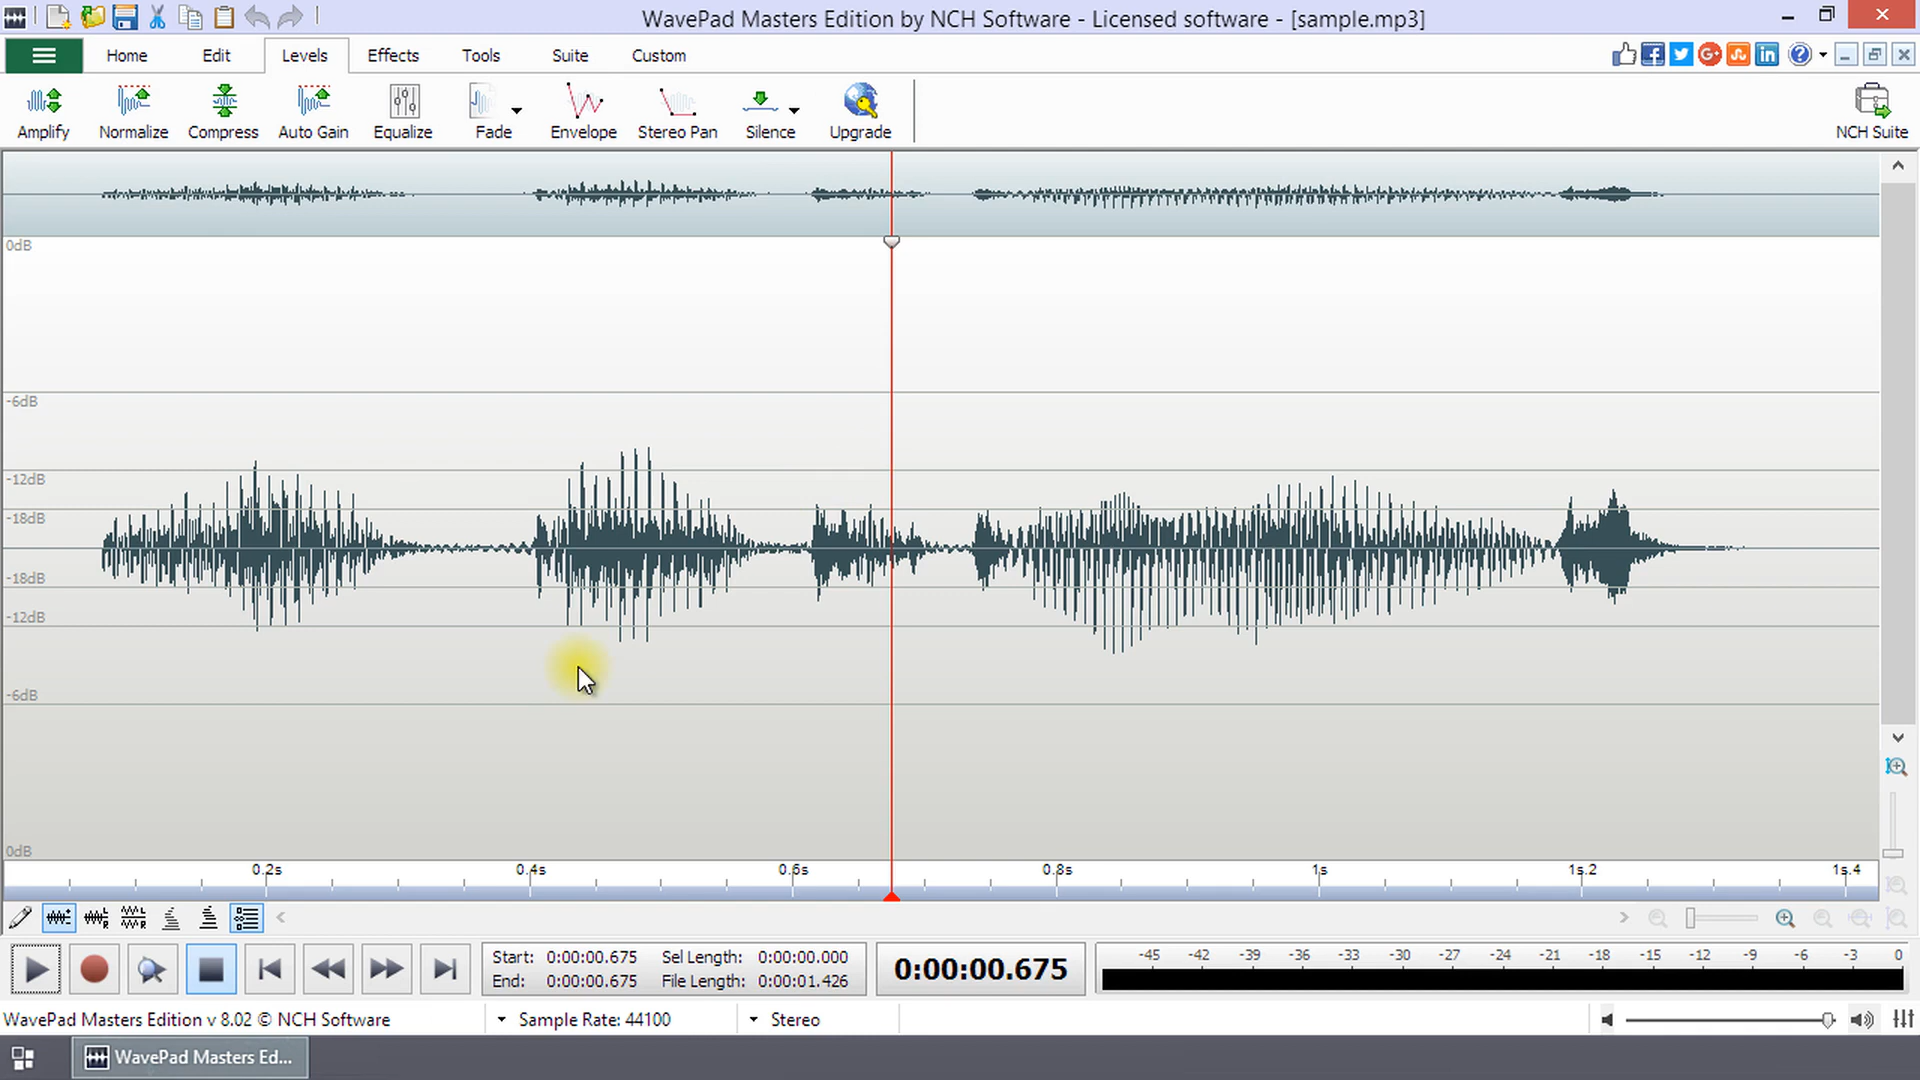 WavePad Masters Edition by NCH Software - Licensed software - [sample.mp3]
Home Edit Levels Effects Tools Suite Custom
Amplify Normalize Compress Auto Gain Equalize Fade Envelope Stereo Pan Silence Upgrade NCH Suite
0dB
-6dB
-12dB
-18dB
-18dB
-12dB
-6dB
0dB
0.2s 0.4s 0.6s 0.8s 1s 1s.2 1s.4
Start: 0:00:00.675 Sel Length: 0:00:00.000
End: 0:00:00.675 File Length: 0:00:01.426
0:00:00.675
-45 -42 -39 -36 -33 -30 -27 -24 -21 -18 -15 -12 -9 -6 -3 0
WavePad Masters Edition v 8.02 © NCH Software Sample Rate: 44100 Stereo
WavePad Masters Ed...